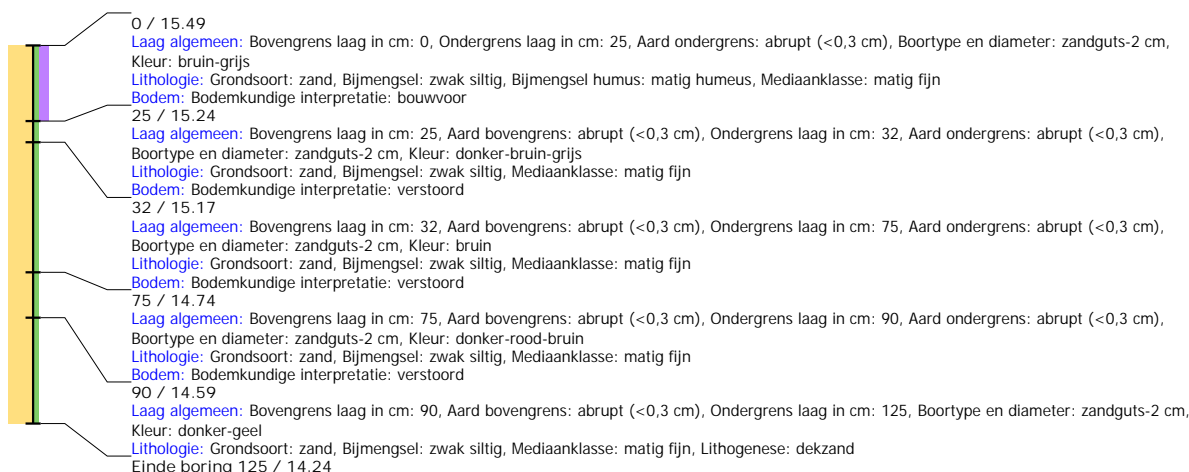 0 / 15.49
Laag algemeen: Bovengrens laag in cm: 0, Ondergrens laag in cm: 25, Aard ondergrens: abrupt (<0,3 cm), Boortype en diameter: zandguts-2 cm,
Kleur: bruin-grijs
Lithologie: Grondsoort: zand, Bijmengsel: zwak siltig, Bijmengsel humus: matig humeus, Mediaanklasse: matig fijn
Bodem: Bodemkundige interpretatie: bouwvoor
25 / 15.24
Laag algemeen: Bovengrens laag in cm: 25, Aard bovengrens: abrupt (<0,3 cm), Ondergrens laag in cm: 32, Aard ondergrens: abrupt (<0,3 cm),
Boortype en diameter: zandguts-2 cm, Kleur: donker-bruin-grijs
Lithologie: Grondsoort: zand, Bijmengsel: zwak siltig, Mediaanklasse: matig fijn
Bodem: Bodemkundige interpretatie: verstoord
32 / 15.17
Laag algemeen: Bovengrens laag in cm: 32, Aard bovengrens: abrupt (<0,3 cm), Ondergrens laag in cm: 75, Aard ondergrens: abrupt (<0,3 cm),
Boortype en diameter: zandguts-2 cm, Kleur: bruin
Lithologie: Grondsoort: zand, Bijmengsel: zwak siltig, Mediaanklasse: matig fijn
Bodem: Bodemkundige interpretatie: verstoord
75 / 14.74
Laag algemeen: Bovengrens laag in cm: 75, Aard bovengrens: abrupt (<0,3 cm), Ondergrens laag in cm: 90, Aard ondergrens: abrupt (<0,3 cm),
Boortype en diameter: zandguts-2 cm, Kleur: donker-rood-bruin
Lithologie: Grondsoort: zand, Bijmengsel: zwak siltig, Mediaanklasse: matig fijn
Bodem: Bodemkundige interpretatie: verstoord
90 / 14.59
Laag algemeen: Bovengrens laag in cm: 90, Aard bovengrens: abrupt (<0,3 cm), Ondergrens laag in cm: 125, Boortype en diameter: zandguts-2 cm,
Kleur: donker-geel
Lithologie: Grondsoort: zand, Bijmengsel: zwak siltig, Mediaanklasse: matig fijn, Lithogenese: dekzand
Einde boring 125 / 14.24